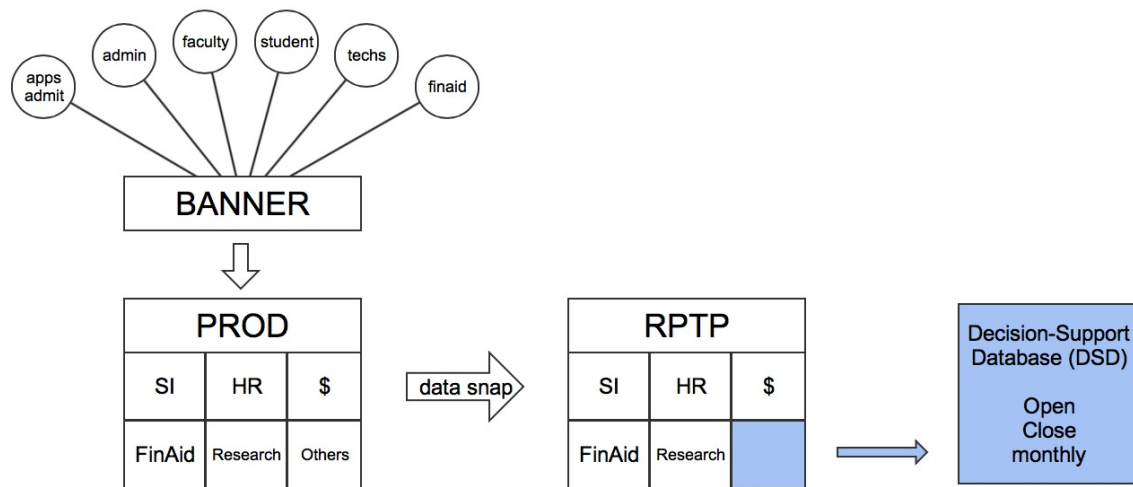 apps
admit
admin
faculty
student
techs
finaid
BANNER
PROD
SI
HR
$
FinAid
Research
Others
data snap
RPTP
SI
HR
$
FinAid
Research
Decision-Support
Database (DSD)
Open
Close
monthly